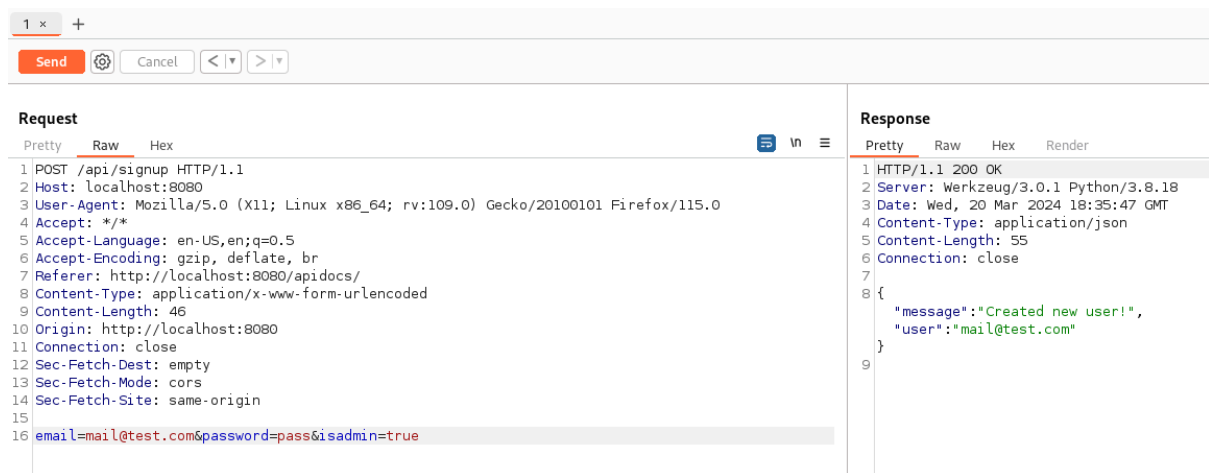 1 × +
Send Cancel < >
Request
Pretty Raw Hex \n
1 POST /api/signup HTTP/1.1
2 Host: localhost:8080
3 User-Agent: Mozilla/5.0 (X11; Linux x86_64; rv:109.0) Gecko/20100101 Firefox/115.0
4 Accept: */*
5 Accept-Language: en-US,en;q=0.5
6 Accept-Encoding: gzip, deflate, br
7 Referer: http://localhost:8080/apidocs/
8 Content-Type: application/x-www-form-urlencoded
9 Content-Length: 46
10 Origin: http://localhost:8080
11 Connection: close
12 Sec-Fetch-Dest: empty
13 Sec-Fetch-Mode: cors
14 Sec-Fetch-Site: same-origin
15
16 email=mail@test.com&password=pass&isadmin=true
Response
Pretty Raw Hex Render
1 HTTP/1.1 200 OK
2 Server: Werkzeug/3.0.1 Python/3.8.18
3 Date: Wed, 20 Mar 2024 18:35:47 GMT
4 Content-Type: application/json
5 Content-Length: 55
6 Connection: close
7
8 {
"message":"Created new user!",
"user":"mail@test.com"
}
9